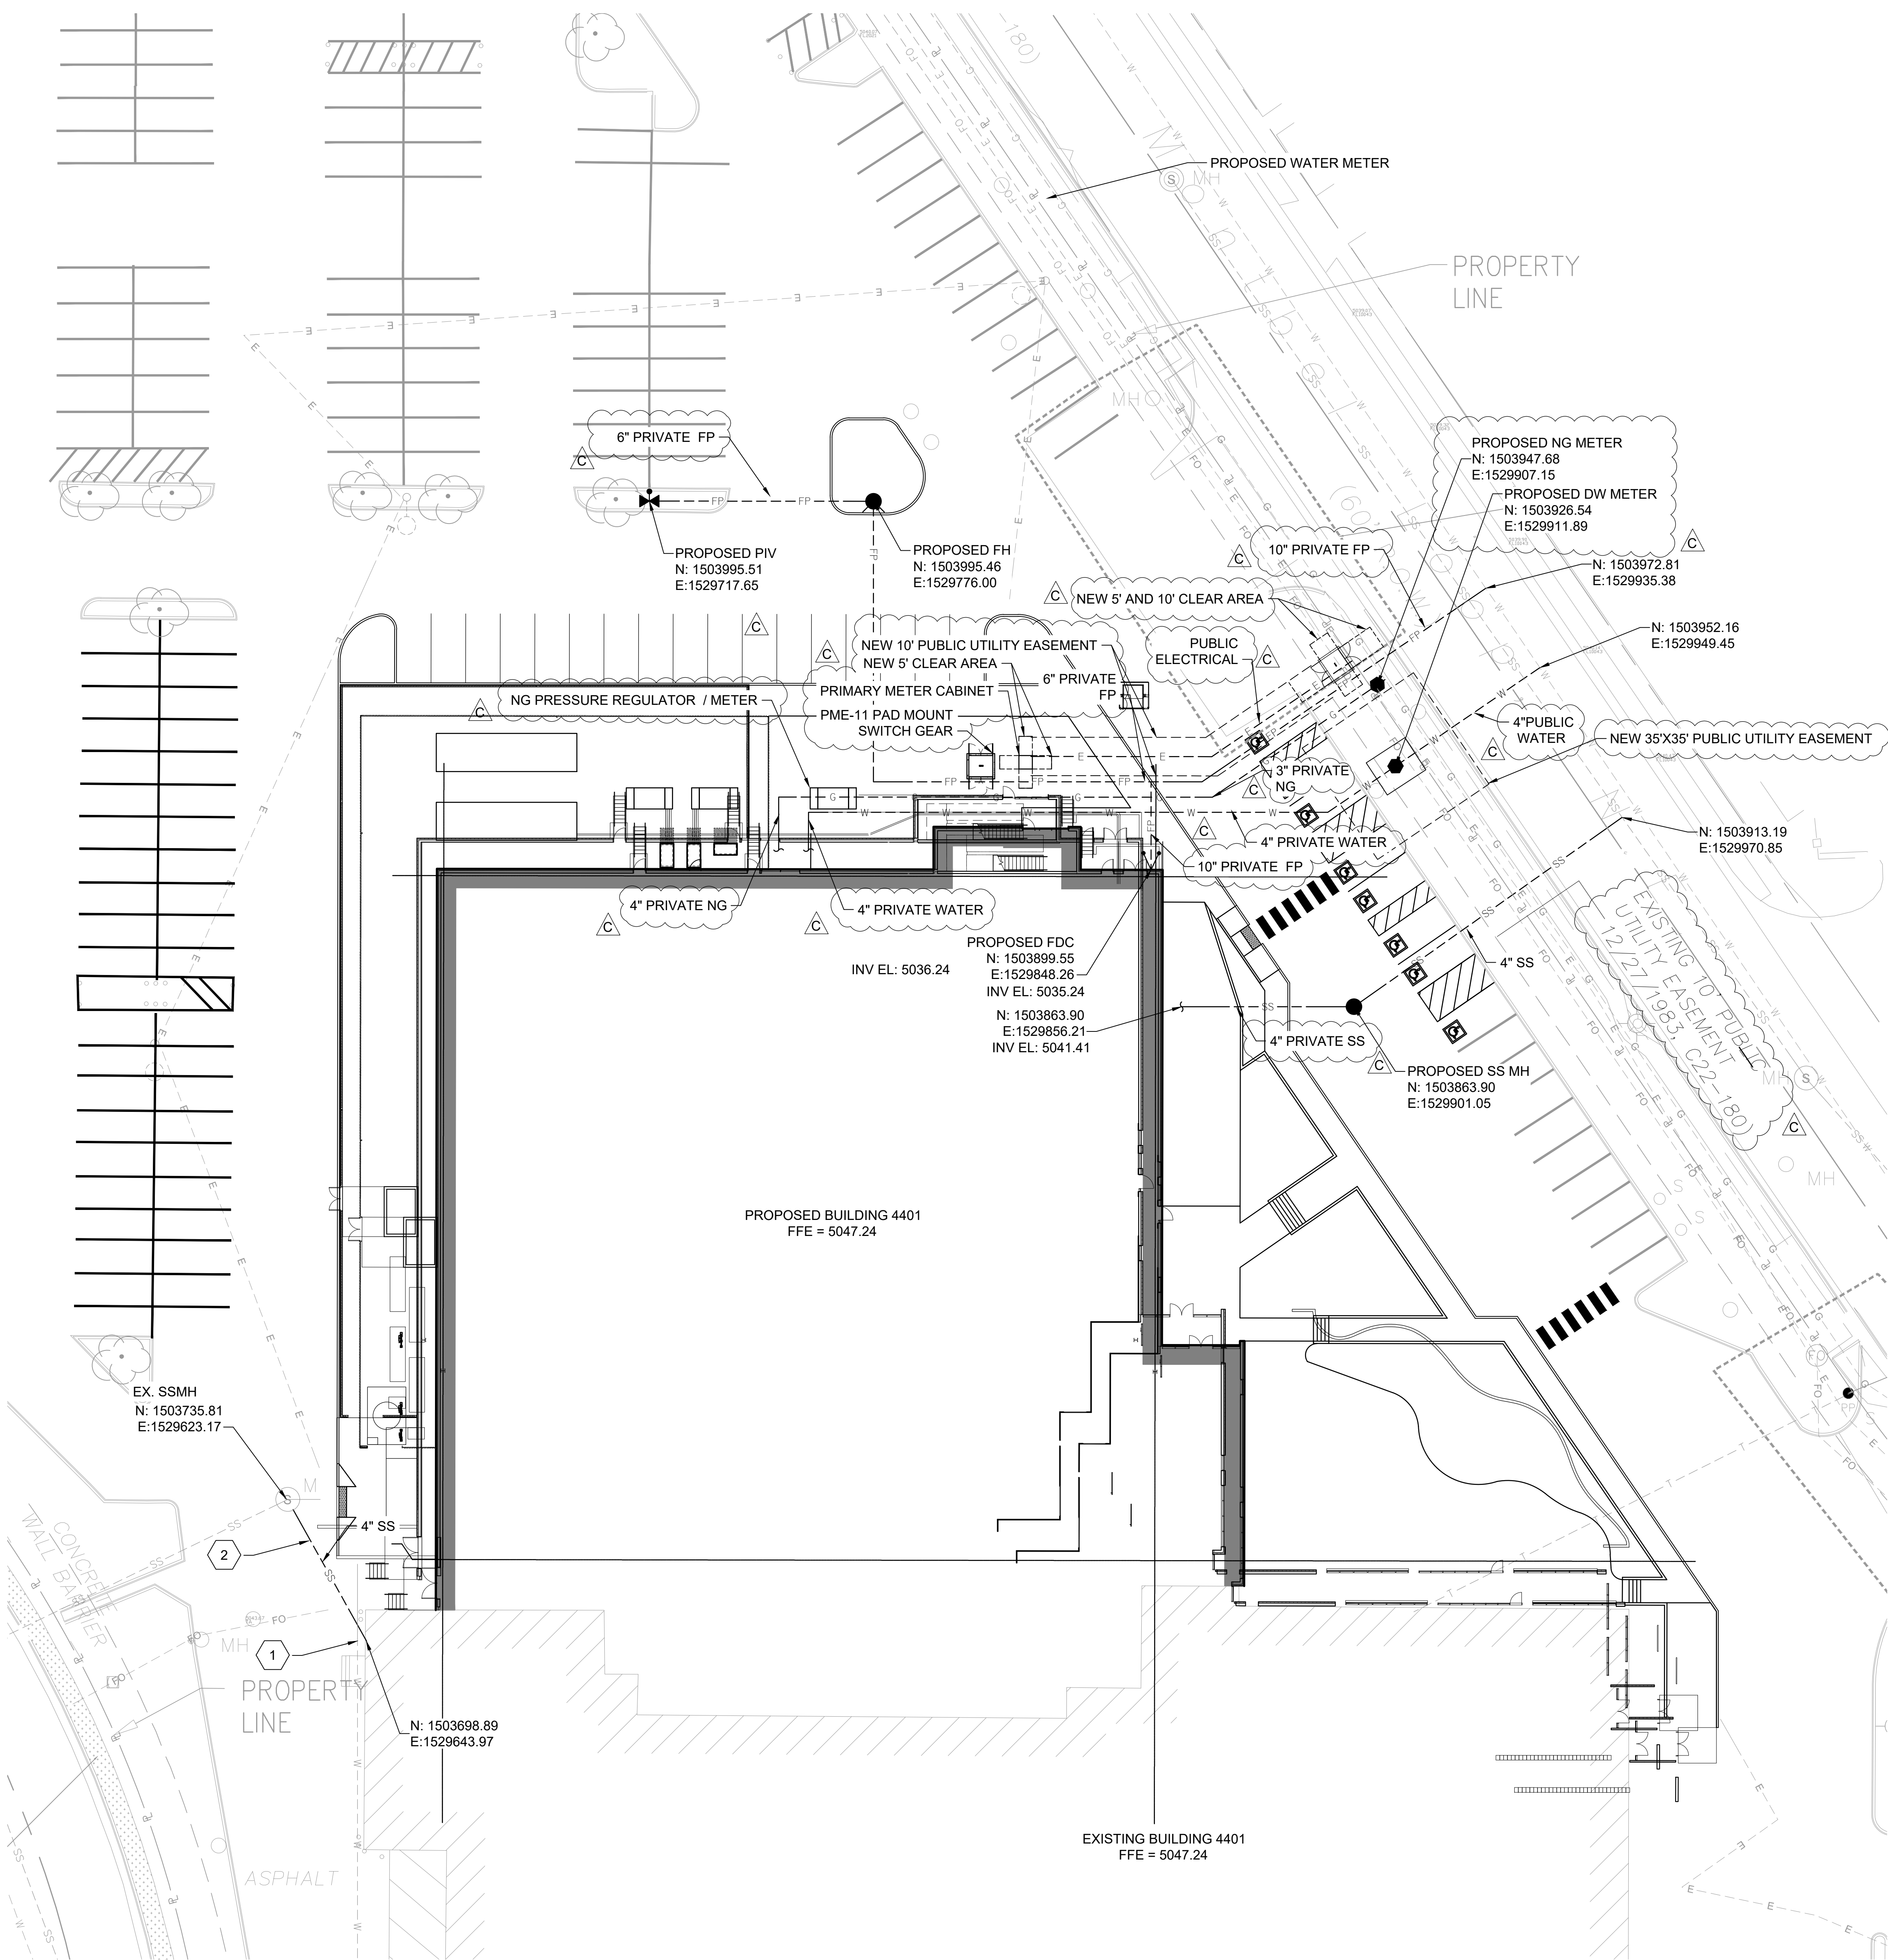 PROPOSED WATER METER
MH
PROPERTY
LINE
MH
6" PRIVATE FP
C
PROPOSED NG METER
N: 1503947.68
E:1529907.15
PROPOSED DW METER
N: 1503926.54
E:1529911.89
C
PROPOSED PIV
N: 1503995.51
E:1529717.65
PROPOSED FH
N: 1503995.46
E:1529776.00
10" PRIVATE FP
C
N: 1503972.81
E:1529935.38
NEW 5' AND 10' CLEAR AREA
C
N: 1503952.16
E:1529949.45
C
C
NEW 10' PUBLIC UTILITY EASEMENT
NEW 5' CLEAR AREA
6" PRIVATE
FP
PRIMARY METER CABINET
PME-11 PAD MOUNT
SWITCH GEAR
PUBLIC
ELECTRICAL
C
NG PRESSURE REGULATOR / METER
C
4"PUBLIC
WATER
C
NEW 35'X35' PUBLIC UTILITY EASEMENT
3" PRIVATE
NG
C
4" PRIVATE WATER
C
10" PRIVATE FP
N: 1503913.19
E:1529970.85
4" PRIVATE NG
C
4" PRIVATE WATER
C
PROPOSED FDC
N: 1503899.55
E:1529848.26
INV EL: 5035.24
INV EL: 5036.24
N: 1503863.90
E:1529856.21
INV EL: 5041.41
4" SS
4" PRIVATE SS
C
PROPOSED SS MH
N: 1503863.90
E:1529901.05
EXISTING 10' PUBLIC
UTILITY EASEMENT
12/27/1983, C22-180)
C
MH
MH
PROPOSED BUILDING 4401
FFE = 5047.24
EX. SSMH
N: 1503735.81
E:1529623.17
4" SS
2
CONCRETE
WALL BARRIER
1
MH
PROPERTY
LINE
N: 1503698.89
E:1529643.97
PP
EXISTING BUILDING 4401
FFE = 5047.24
ASPHALT